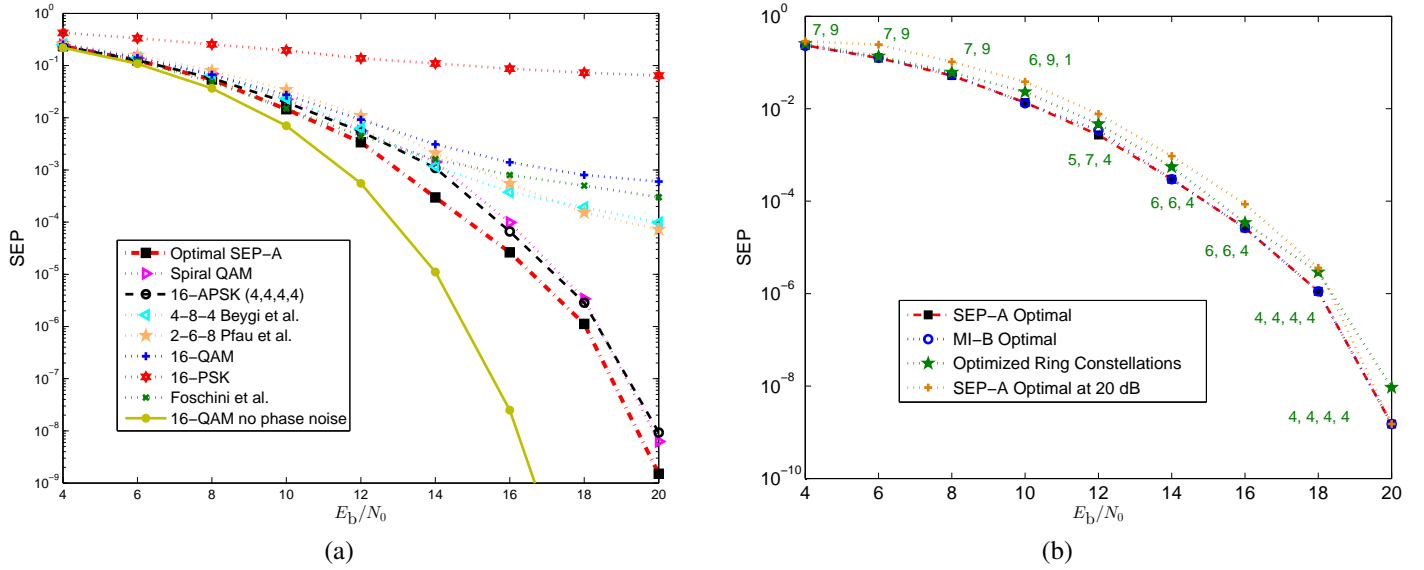 10^0
10^-1
10^-2
10^-3
10^-4
10^-5
10^-6
10^-7
10^-8
10^-9
SEP
4 6 8 10 12 14 16 18 20
E_b/N_0
Optimal SEP-A
Spiral QAM
16-APSK (4,4,4,4)
4-8-4 Beygi et al.
2-6-8 Pfau et al.
16-QAM
16-PSK
Foschini et al.
16-QAM no phase noise
(a)
10^0
10^-2
10^-4
10^-6
10^-8
10^-10
SEP
4 6 8 10 12 14 16 18 20
E_b/N_0
7, 9
7, 9
7, 9
6, 9, 1
5, 7, 4
6, 6, 4
6, 6, 4
4, 4, 4, 4
4, 4, 4, 4
SEP-A Optimal
MI-B Optimal
Optimized Ring Constellations
SEP-A Optimal at 20 dB
(b)